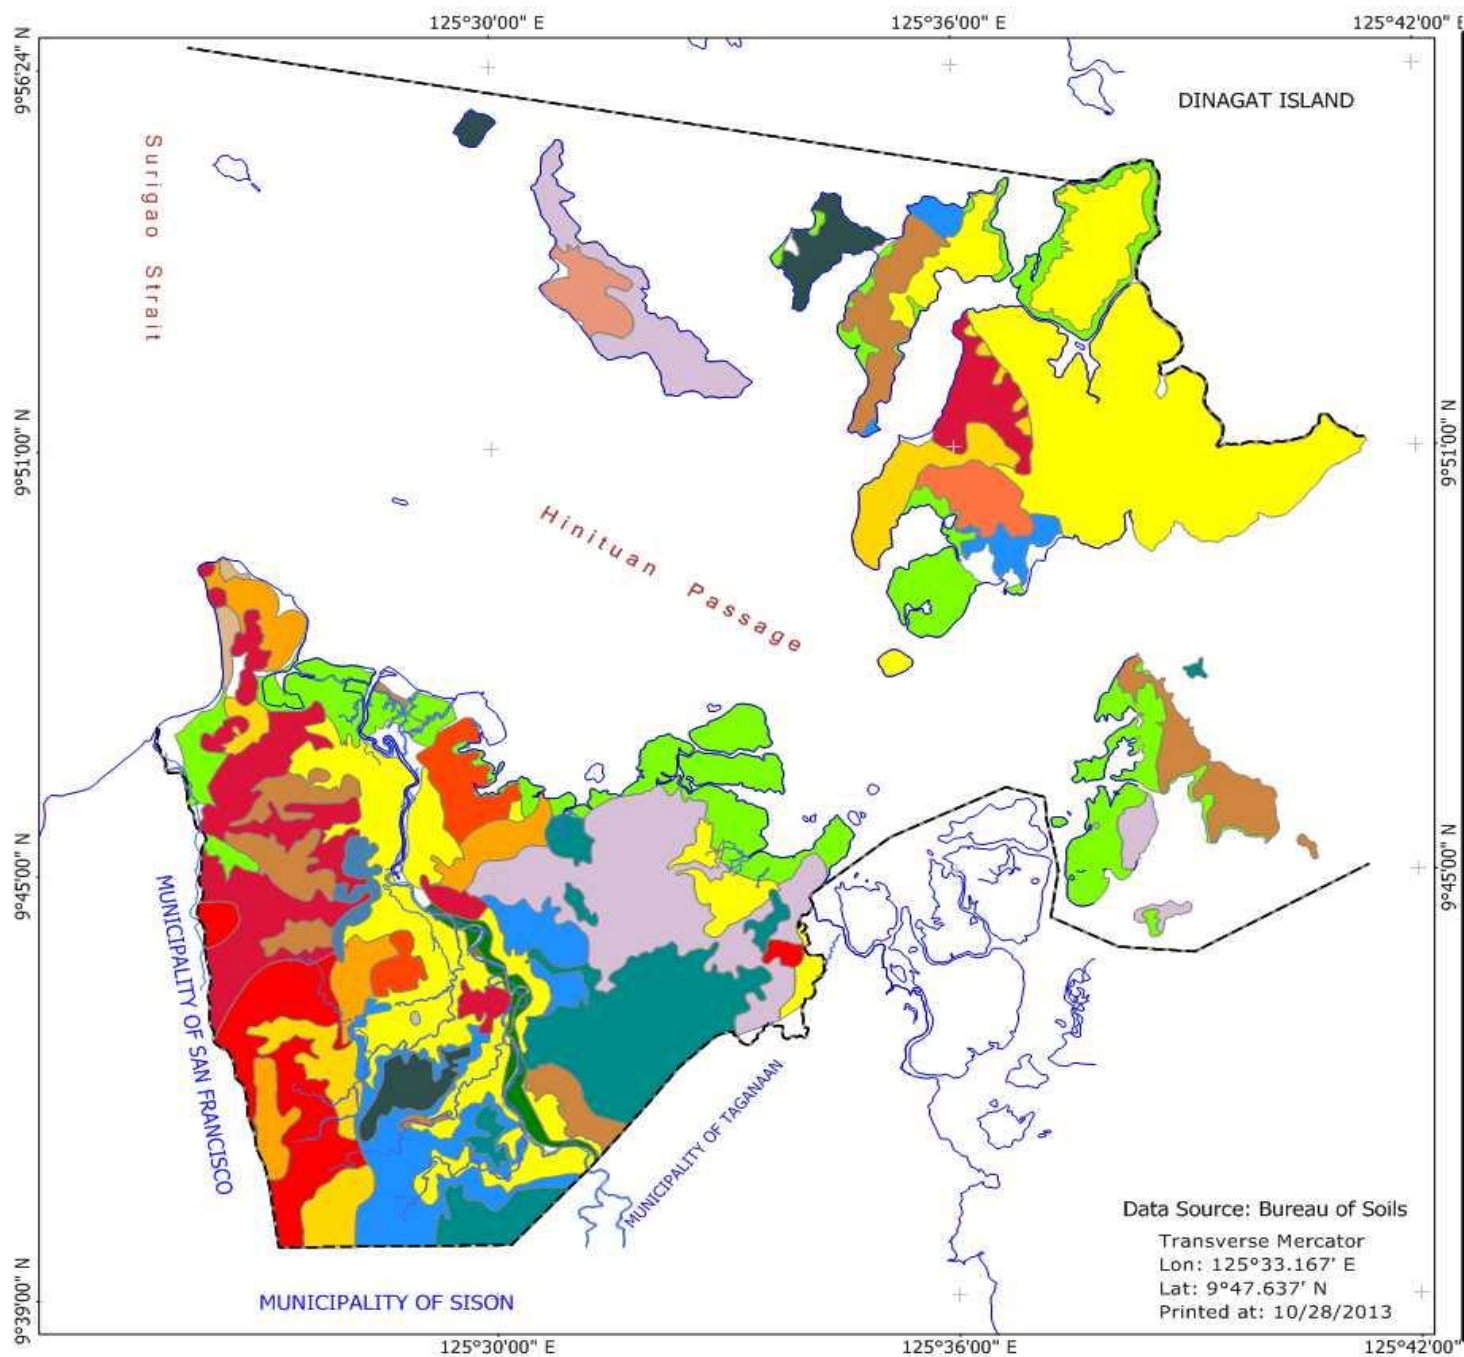 125°30'00" E
125°36'00" E
125°42'00" E
9°56'24" N
DINAGAT ISLAND
Surigao Strait
9°51'00" N
9°51'00" N
Hinituan Passage
9°45'00" N
9°45'00" N
MUNICIPALITY OF SAN FRANCISCO
MUNICIPALITY OF TAGANAAN
Data Source: Bureau of Soils
Transverse Mercator
Lon: 125°33.167' E
Lat: 9°47.637' N
Printed at: 10/28/2013
MUNICIPALITY OF SISON
9°39'00" N
125°30'00" E
125°36'00" E
125°42'00"